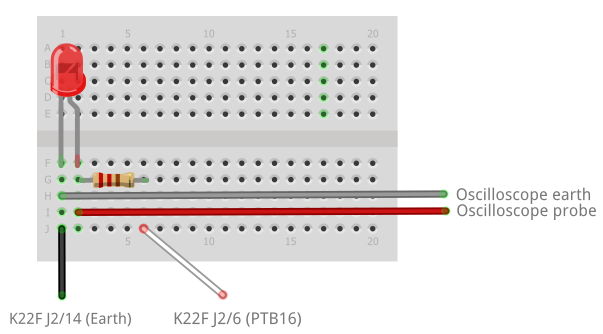 1 5 10 15 20
A
B
C
D
E
F
G
H Oscilloscope earth
I Oscilloscope probe
J
5 10 15 20
K22F J2/14 (Earth) K22F J2/6 (PTB16)